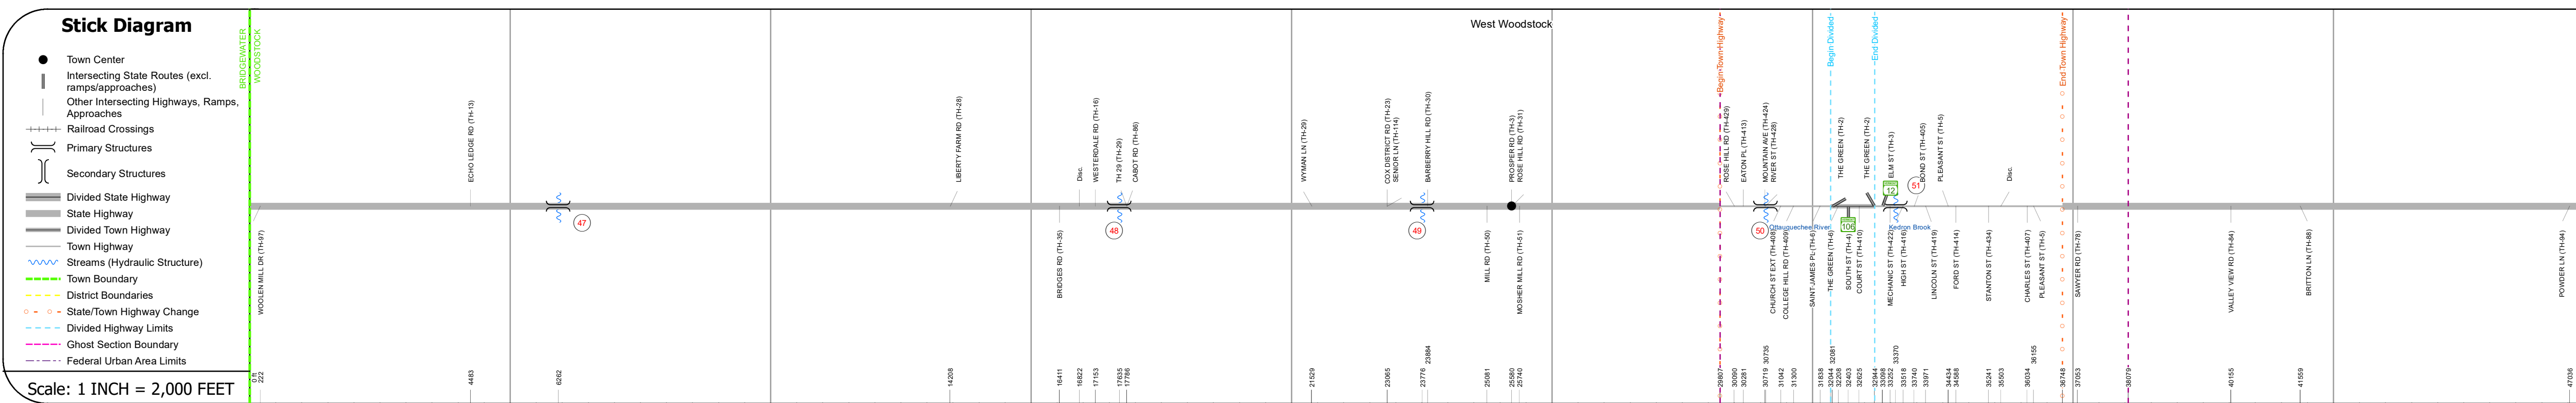 Stick Diagram
Town Center
Intersecting State Routes (excl.
ramps/approaches)
Other Intersecting Highways, Ramps,
Approaches
Railroad Crossings
Primary Structures
Secondary Structures
Divided State Highway
State Highway
Divided Town Highway
Town Highway
Streams (Hydraulic Structure)
Town Boundary
District Boundaries
State/Town Highway Change
Divided Highway Limits
Ghost Section Boundary
Federal Urban Area Limits
Scale: 1 INCH = 2,000 FEET
BRIDGEWATER
WOODSTOCK
West Woodstock
Begin Town Highway
Begin Divided
End Divided
End Town Highway
ECHO LEDGE RD (TH-13)
LIBERTY FARM RD (TH-28)
Disc.
WESTERDALE RD (TH-16)
TH 29 (TH-29)
CABOT RD (TH-86)
WYMAN LN (TH-29)
COX DISTRICT RD (TH-23)
SENIOR LN (TH-114)
BARBERRY HILL RD (TH-30)
PROSPER RD (TH-3)
ROSE HILL RD (TH-31)
ROSE HILL RD (TH-429)
EATON PL (TH-413)
MOUNTAIN AVE (TH-424)
RIVER ST (TH-428)
THE GREEN (TH-2)
THE GREEN (TH-2)
ELM ST (TH-3)
BOND ST (TH-405)
PLEASANT ST (TH-5)
Disc.
47
48
49
50
51
12
106
Ottauquechee River
Kedron Brook
WOOLEN MILL DR (TH-97)
BRIDGES RD (TH-35)
MILL RD (TH-50)
MOSHER MILL RD (TH-51)
CHURCH ST EXT (TH-408)
COLLEGE HILL RD (TH-409)
SAINT-JAMES PL (TH-6)
THE GREEN (TH-6)
SOUTH ST (TH-4)
COURT ST (TH-410)
MECHANIC ST (TH-422)
HIGH ST (TH-416)
LINCOLN ST (TH-419)
FORD ST (TH-414)
STANTON ST (TH-434)
CHARLES ST (TH-407)
PLEASANT ST (TH-5)
SAWYER RD (TH-78)
VALLEY VIEW RD (TH-84)
BRITTON LN (TH-88)
POWDER LN (TH-94)
0 ft
222
4483
6262
14208
16411
16822
17153
17635
17786
21529
23065
23776
23884
25081
25580
25740
29807
30090
30281
30719
30735
31042
31300
31838
32044
32081
32208
32403
32625
32944
33098
33252
33370
33518
33740
33971
34434
34588
35241
35503
36034
36155
36748
37053
38079
40155
41559
47036